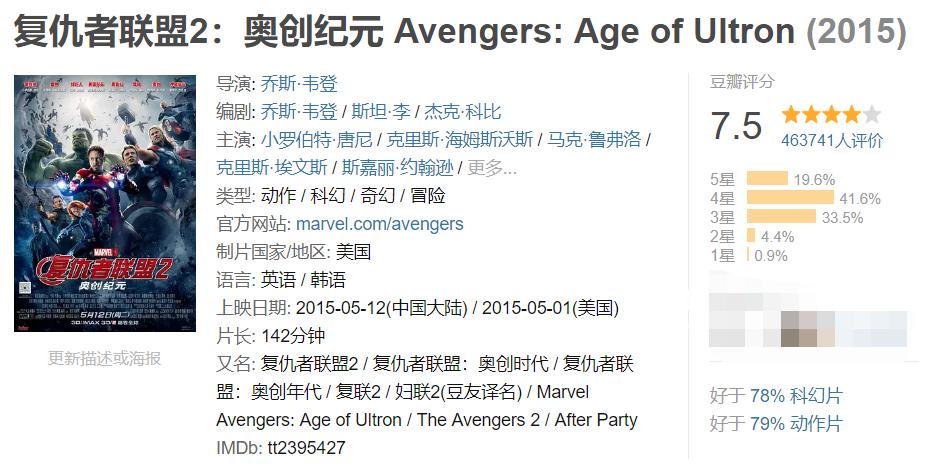 复仇者联盟2：奥创纪元 Avengers: Age of Ultron (2015)
MARVEL
复仇者联盟2
奥创纪元
5月12日(周二)
更新描述或海报
导演: 乔斯·韦登
编剧: 乔斯·韦登 / 斯坦·李 / 杰克·科比
主演: 小罗伯特·唐尼 / 克里斯·海姆斯沃斯 / 马克·鲁弗洛 /
克里斯·埃文斯 / 斯嘉丽·约翰逊 / 更多...
类型: 动作 / 科幻 / 奇幻 / 冒险
官方网站: marvel.com/avengers
制片国家/地区: 美国
语言: 英语 / 韩语
上映日期: 2015-05-12(中国大陆) / 2015-05-01(美国)
片长: 142分钟
又名: 复仇者联盟2 / 复仇者联盟：奥创时代 / 复仇者联
盟：奥创年代 / 复联2 / 妇联2(豆友译名) / Marvel
Avengers: Age of Ultron / The Avengers 2 / After Party
IMDb: tt2395427
豆瓣评分
7.5
463741人评价
5星 19.6%
4星 41.6%
3星 33.5%
2星 4.4%
1星 0.9%
好于 78% 科幻片
好于 79% 动作片